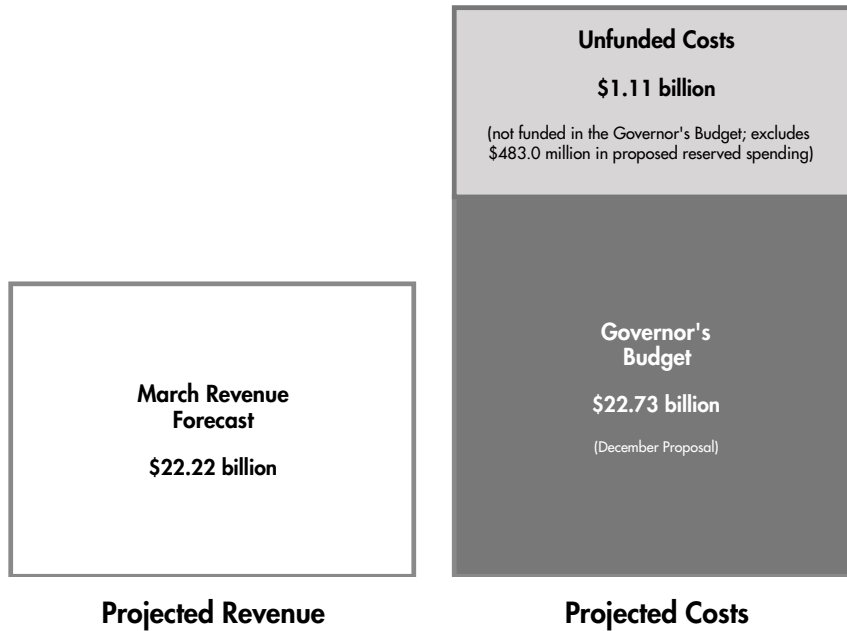 Unfunded Costs
$1.11 billion
(not funded in the Governor's Budget; excludes
$483.0 million in proposed reserved spending)
Governor's
Budget
$22.73 billion
(December Proposal)
March Revenue
Forecast
$22.22 billion
Projected Revenue
Projected Costs